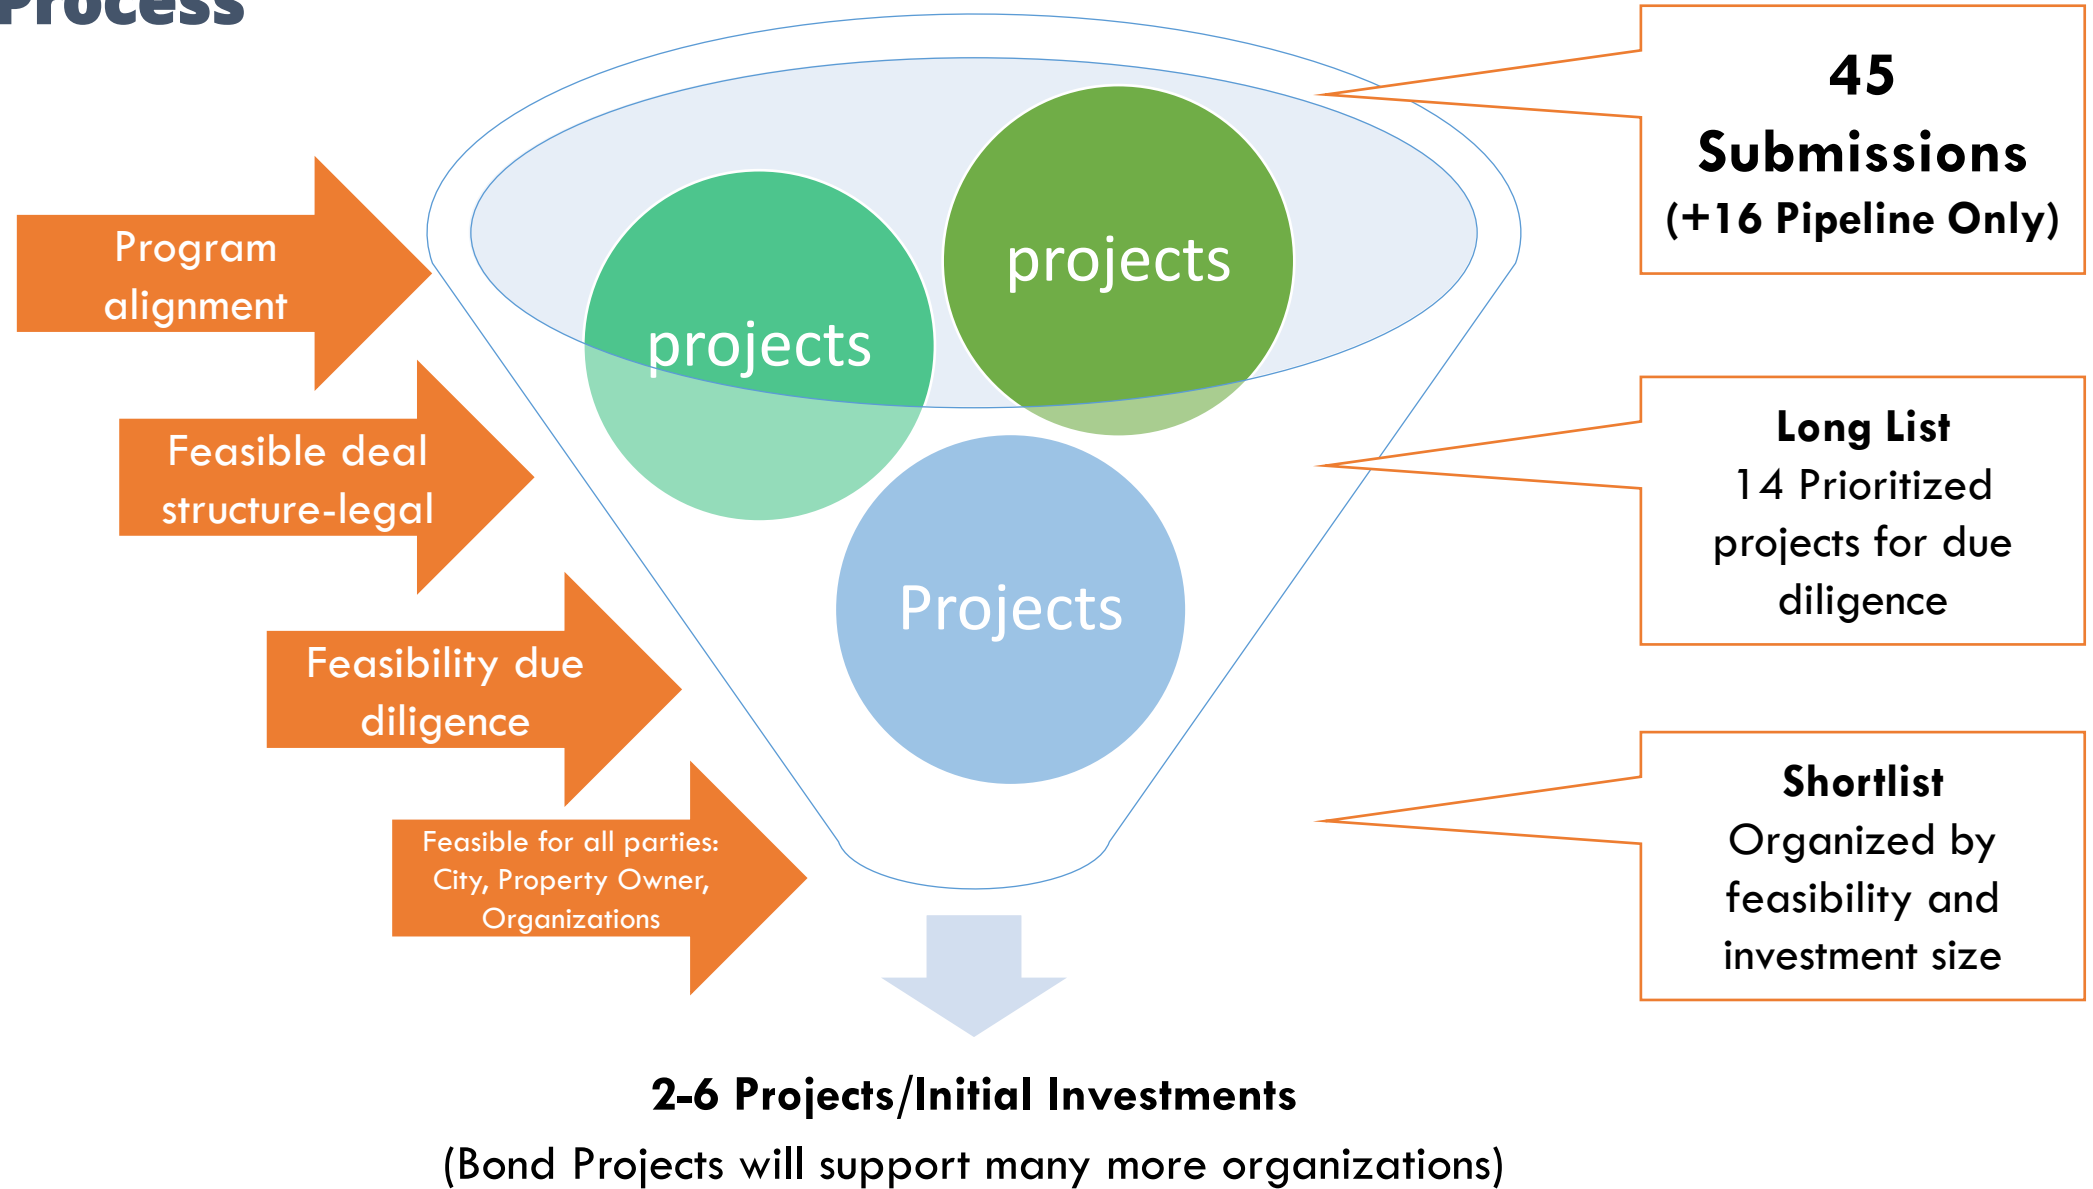 Process
45
Submissions
(+16 Pipeline Only)
Program
alignment
projects
projects
Feasible deal
structure-legal
Long List
14 Prioritized
projects for due
diligence
Projects
Feasibility due
diligence
Feasible for all parties:
City, Property Owner,
Organizations
Shortlist
Organized by
feasibility and
investment size
2-6 Projects/Initial Investments
(Bond Projects will support many more organizations)